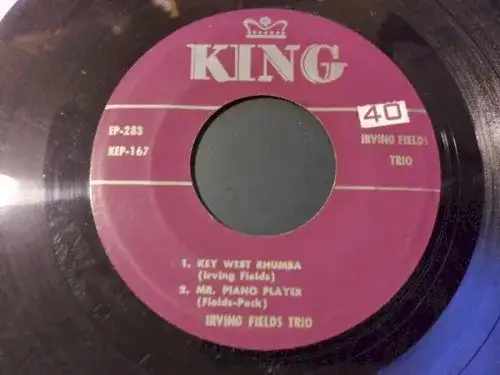 KING
40
EP-283
KEP-167
IRVING FIELDS
TRIO
1. KEY WEST RHUMBA
(Irving Fields)
2. MR. PIANO PLAYER
(Fields-Peck)
IRVING FIELDS TRIO